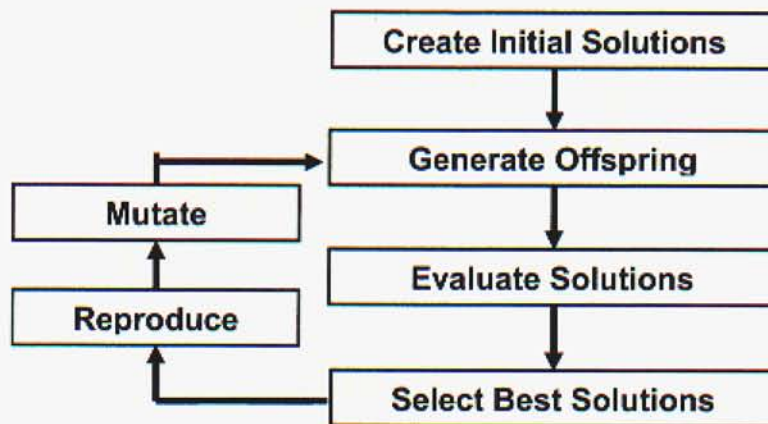 Create Initial Solutions
Generate Offspring
Mutate
Evaluate Solutions
Reproduce
Select Best Solutions